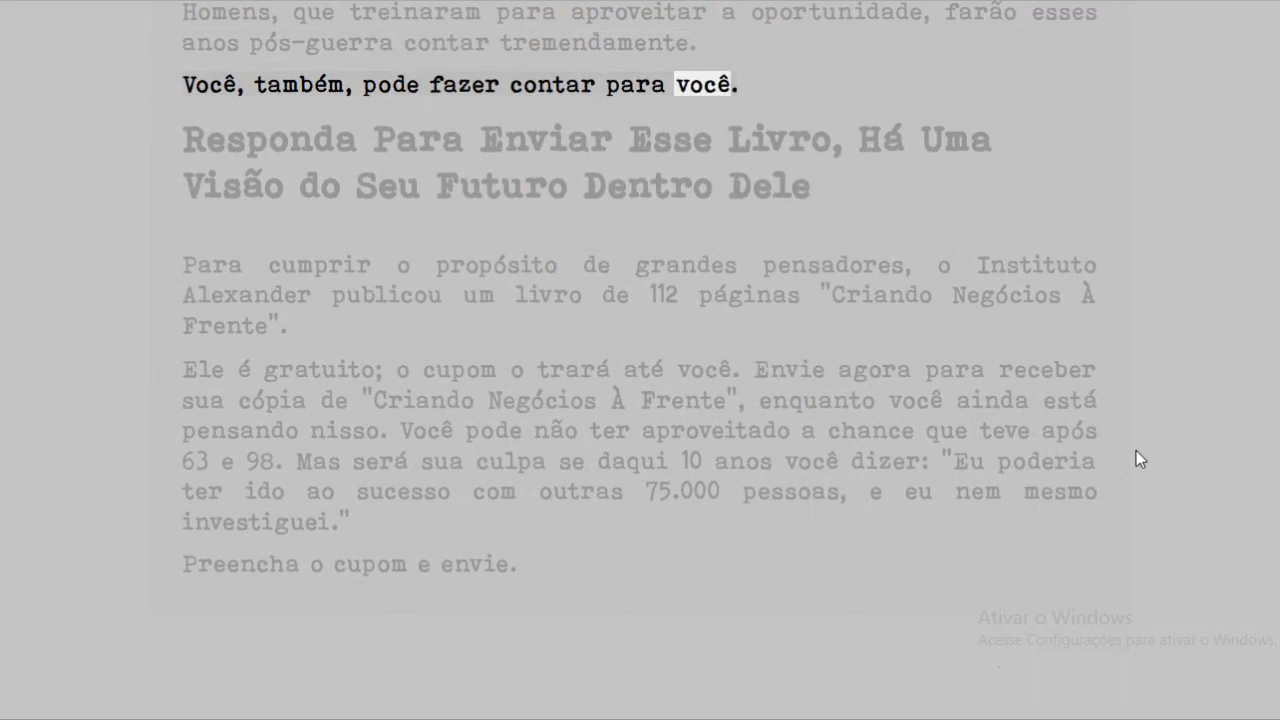 Homens, que treinaram para aproveitar a oportunidade, farão esses
anos pós-guerra contar tremendamente.
Você, também, pode fazer contar para você.
Responda Para Enviar Esse Livro, Há Uma
Visão do Seu Futuro Dentro Dele
Para cumprir o propósito de grandes pensadores, o Instituto
Alexander publicou um livro de 112 páginas "Criando Negócios À
Frente".
Ele é gratuito; o cupom o trará até você. Envie agora para receber
sua cópia de "Criando Negócios À Frente", enquanto você ainda está
pensando nisso. Você pode não ter aproveitado a chance que teve após
63 e 98. Mas será sua culpa se daqui 10 anos você dizer: "Eu poderia
ter ido ao sucesso com outras 75.000 pessoas, e eu nem mesmo
investiguei."
Preencha o cupom e envie.
Ativar o Windows
Acesse Configurações para ativar o Windows.